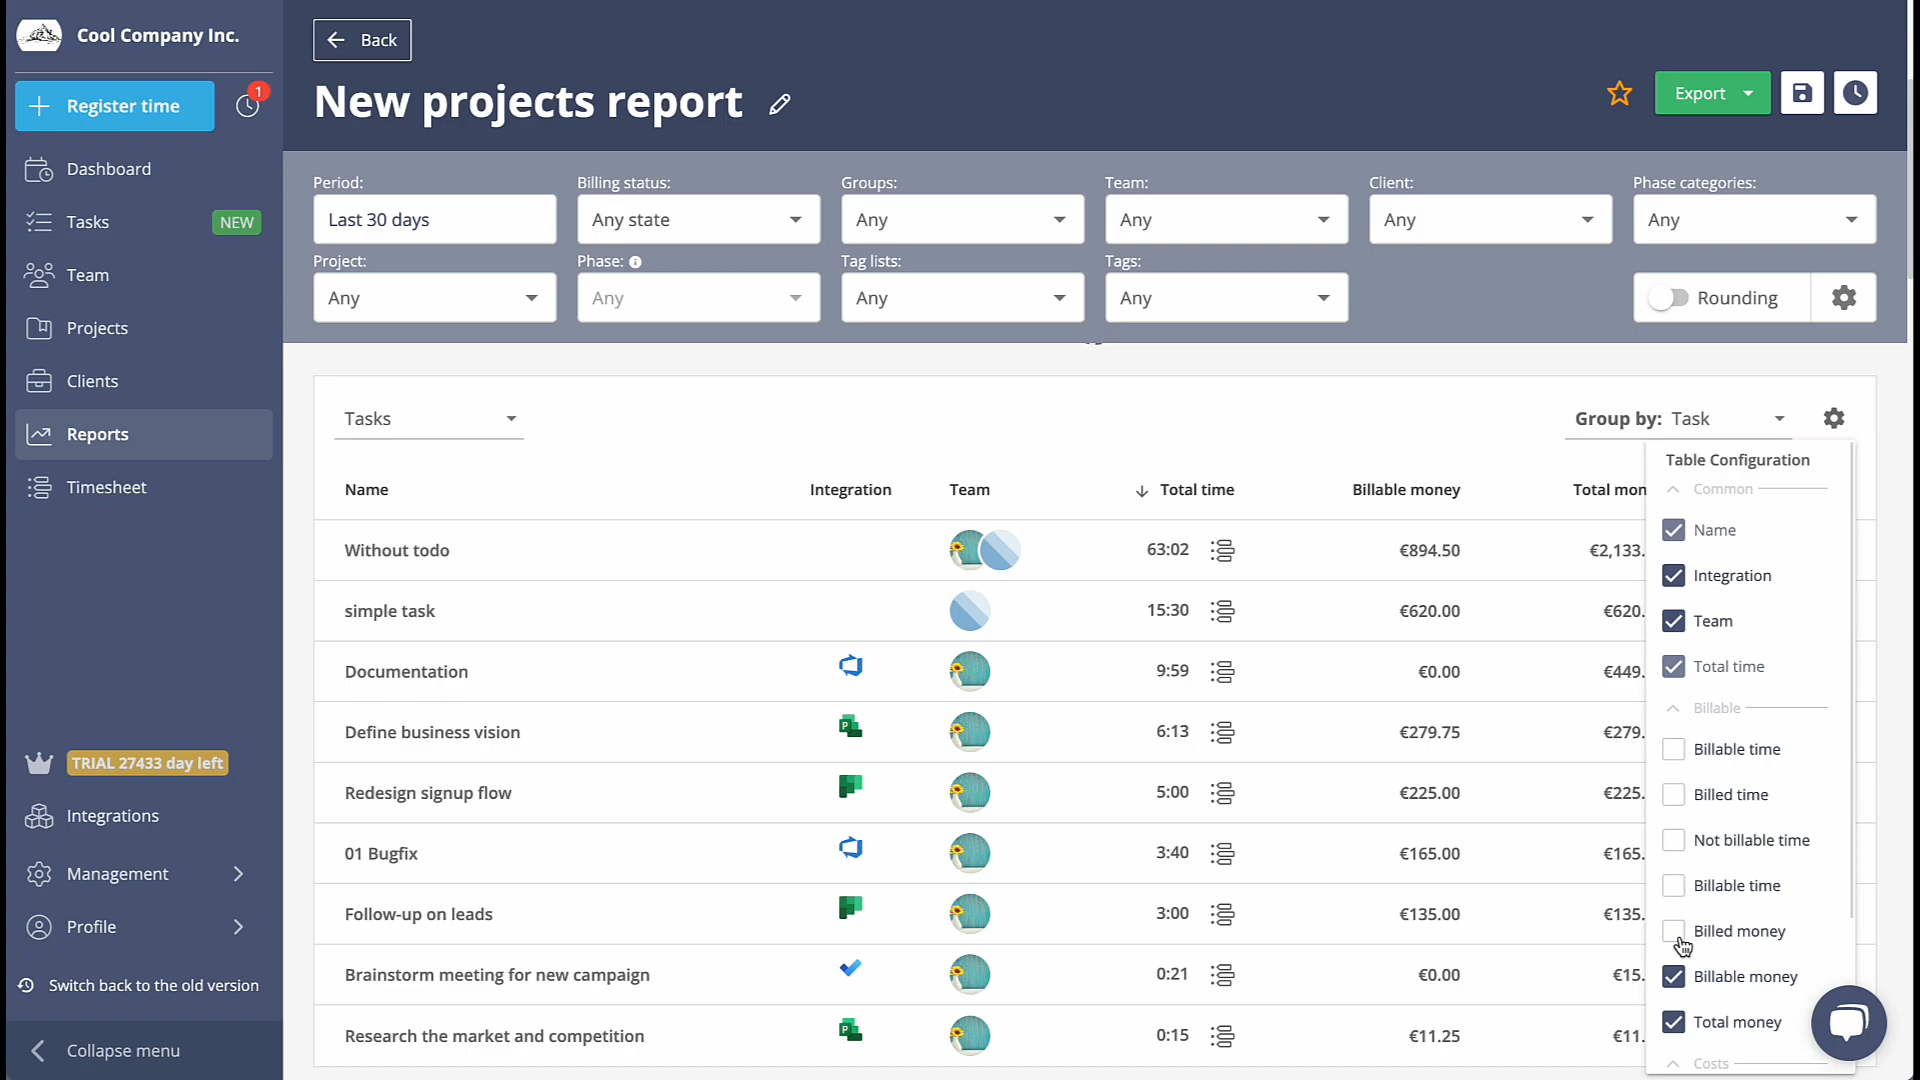 Cool Company Inc.
Register time
1
Dashboard
Tasks
NEW
Team
Projects
Clients
Reports
Timesheet
TRIAL 27433 day left
Integrations
Management
Profile
Switch back to the old version
Collapse menu
Back
New projects report
Export
Period:
Billing status:
Groups:
Team:
Client:
Phase categories:
Last 30 days
Any state
Any
Any
Any
Any
Project:
Phase:
Tag lists:
Tags:
Any
Any
Any
Any
Rounding
Tasks
Group by: Task
Name Integration Team Total time Billable money Total mon
Without todo 63:02 €894.50 €2,133.
simple task 15:30 €620.00 €620.
Documentation 9:59 €0.00 €449.
Define business vision 6:13 €279.75 €279.
Redesign signup flow 5:00 €225.00 €225.
01 Bugfix 3:40 €165.00 €165.
Follow-up on leads 3:00 €135.00 €135.
Brainstorm meeting for new campaign 0:21 €0.00 €15.
Research the market and competition 0:15 €11.25 €11.
Table Configuration
Common
Name
Integration
Team
Total time
Billable
Billable time
Billed time
Not billable time
Billable time
Billed money
Billable money
Total money
Costs